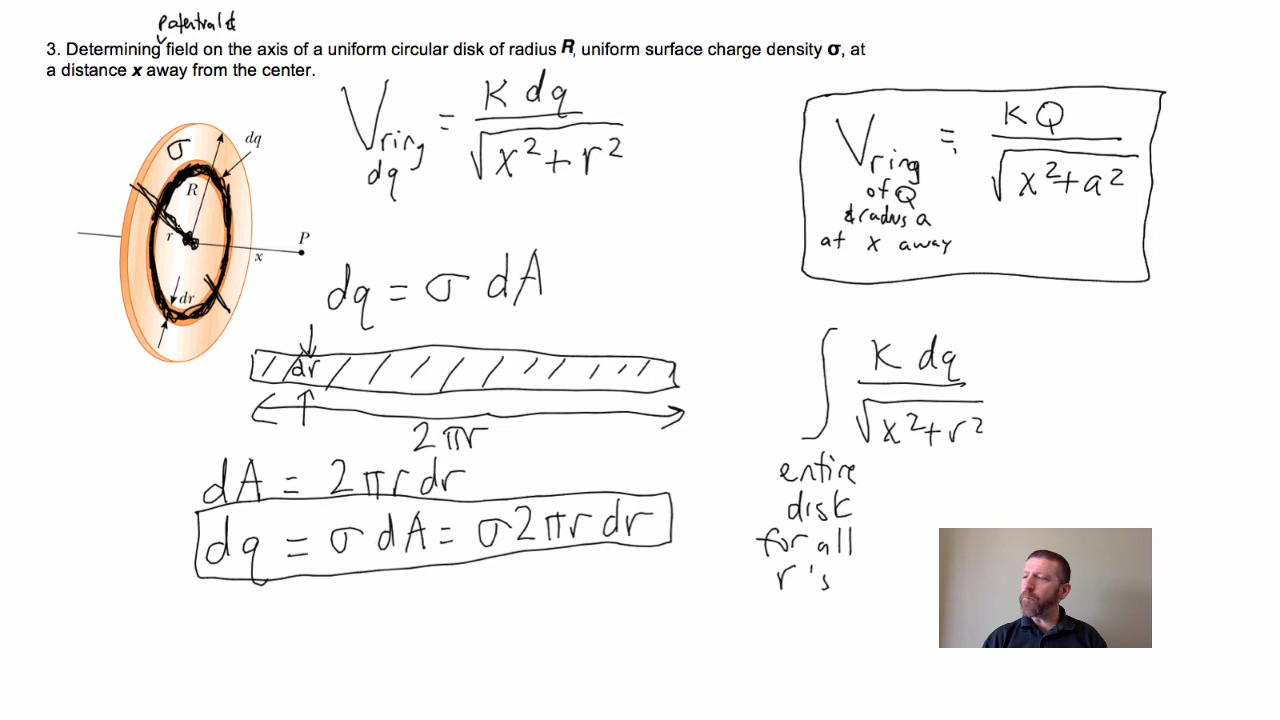 potential &
3. Determining field on the axis of a uniform circular disk of radius R, uniform surface charge density σ, at
a distance x away from the center.
σ
dq
R
r
P
x
dr
V ring dq = K dq / √x²+r²
dq = σ dA
dr
2πr
dA = 2πr dr
dq = σ dA = σ2πr dr
V ring = KQ / √x²+a²
of Q
& radius a
at x away
∫ K dq / √x²+r²
entire
disk
for all
r's